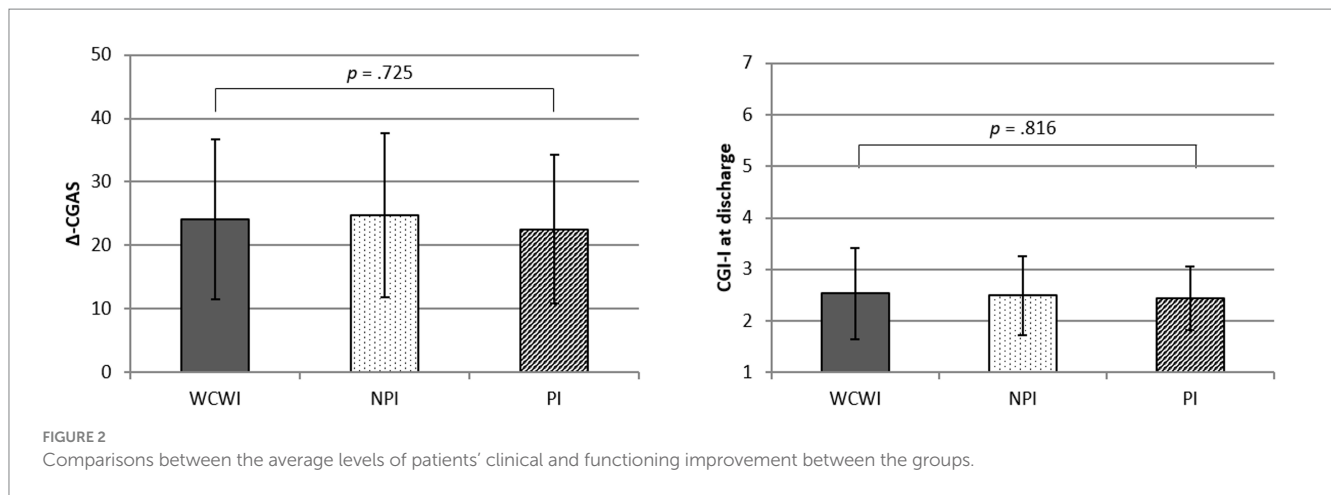 50
40
30
20
10
0
Δ-CGAS
p = .725
WCWI NPI PI
7
6
5
4
3
2
1
CGI-I at discharge
p = .816
WCWI NPI PI
FIGURE 2
Comparisons between the average levels of patients’ clinical and functioning improvement between the groups.